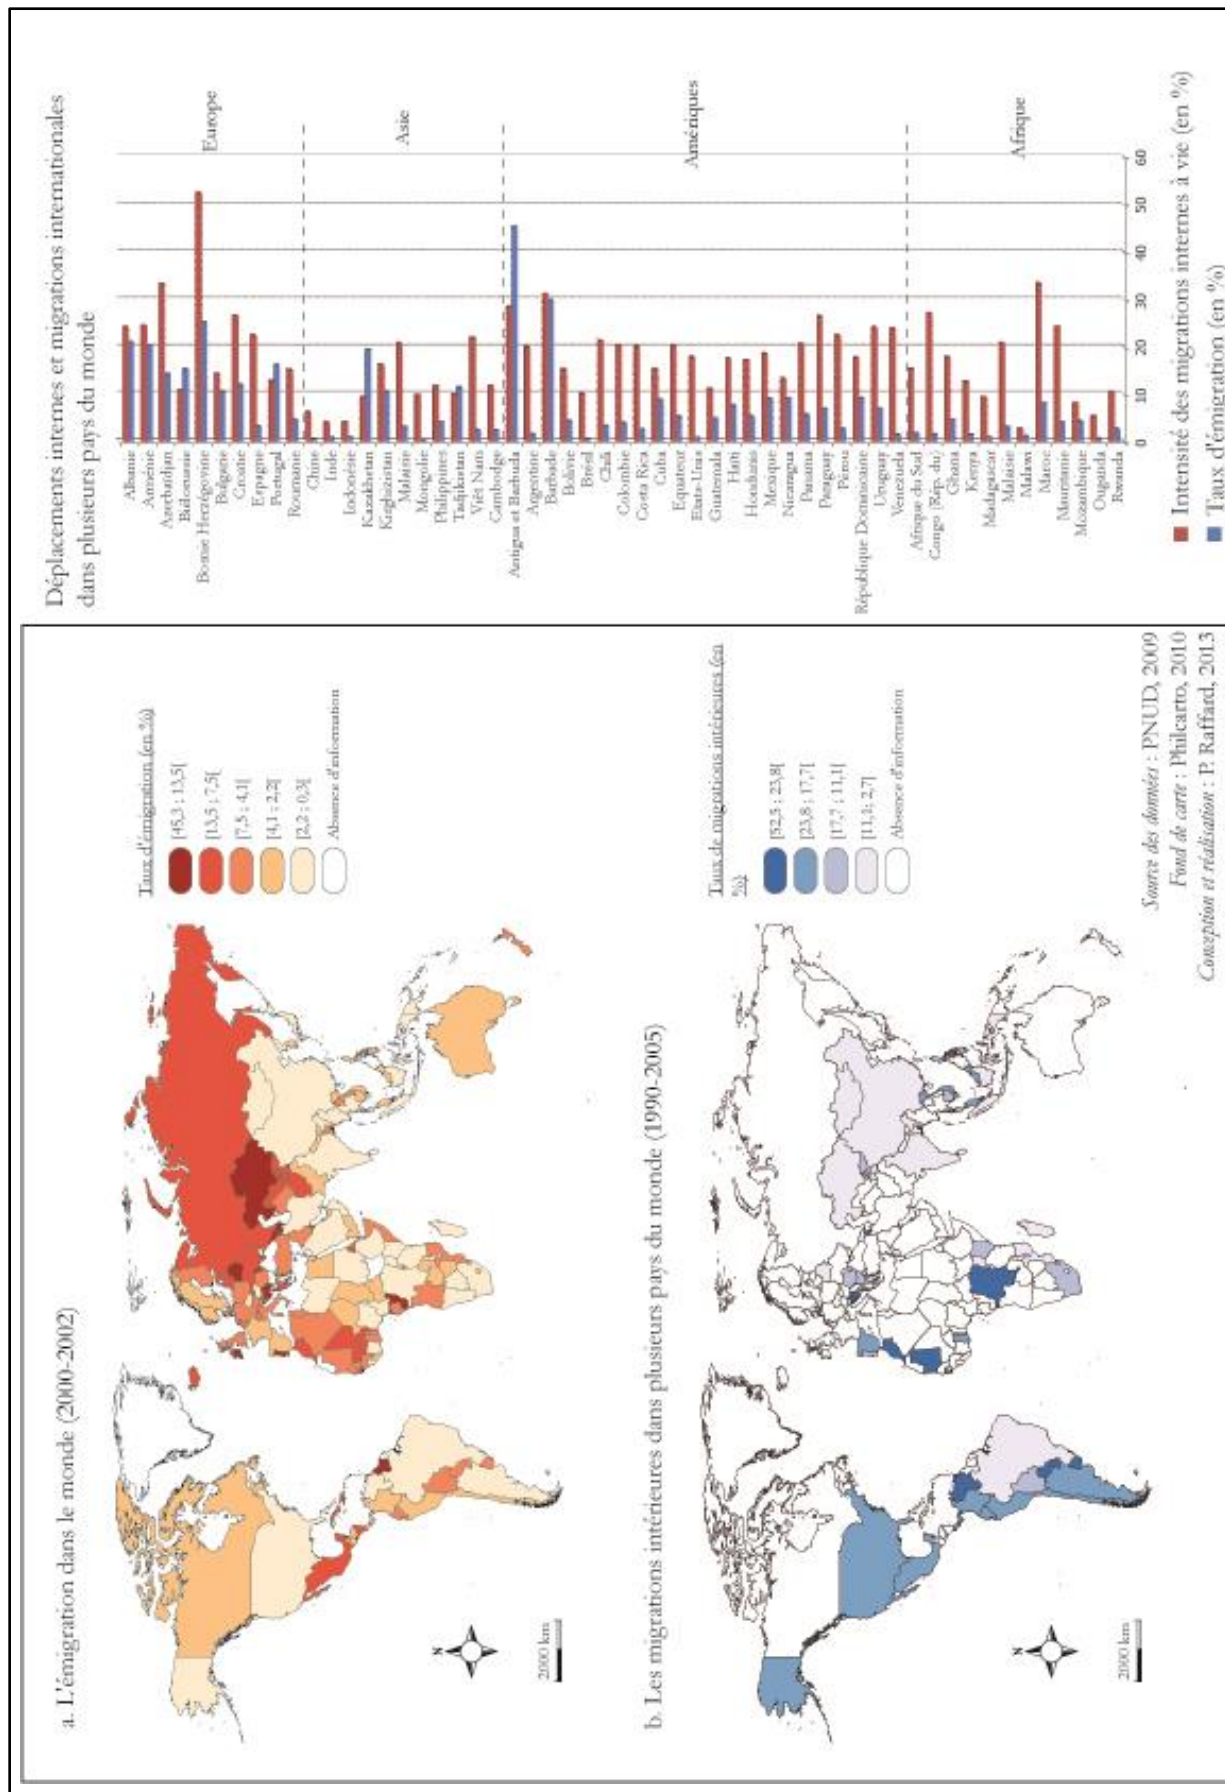 a. L'émigration dans le monde (2000-2002)
Taux d'émigration (en %)
[45,3 ; 13,5[
[13,5 ; 7,5[
[7,5 ; 4,1[
[4,1 ; 2,2[
[2,2 ; 0,3[
Absence d'information
N
2000 km
b. Les migrations intérieures dans plusieurs pays du monde (1990-2005)
Taux de migrations intérieures (en
%)
[52,5 ; 23,8[
[23,8 ; 17,7[
[17,7 ; 11,1[
[11,1 ; 2,7]
Absence d'information
N
2000 km
Source des données : PNUD, 2009
Fond de carte : Philcarto, 2010
Conception et réalisation : P. Raffard, 2013
Déplacements internes et migrations internationales
dans plusieurs pays du monde
Albanie
Arménie
Azerbaïdjan
Biélorussie
Bosnie Herzégovine
Bulgarie
Croatie
Espagne
Portugal
Roumanie
Chine
Inde
Indonésie
Kazakhstan
Kirghizistan
Malaisie
Mongolie
Philippines
Tadjikistan
Viêt Nam
Cambodge
Antigua et Barbuda
Argentine
Barbade
Bolivie
Brésil
Chili
Colombie
Costa Rica
Cuba
Equateur
Etats-Unis
Guatemala
Haïti
Honduras
Mexique
Nicaragua
Panama
Paraguay
Pérou
République Dominicaine
Uruguay
Venezuela
Afrique du Sud
Congo (Rép. du)
Ghana
Kenya
Madagascar
Malaisie
Malawi
Maroc
Mauritanie
Mozambique
Ouganda
Rwanda
Europe
Asie
Amériques
Afrique
0 10 20 30 40 50 60
Intensité des migrations internes à vie (en %)
Taux d'émigration (en %)